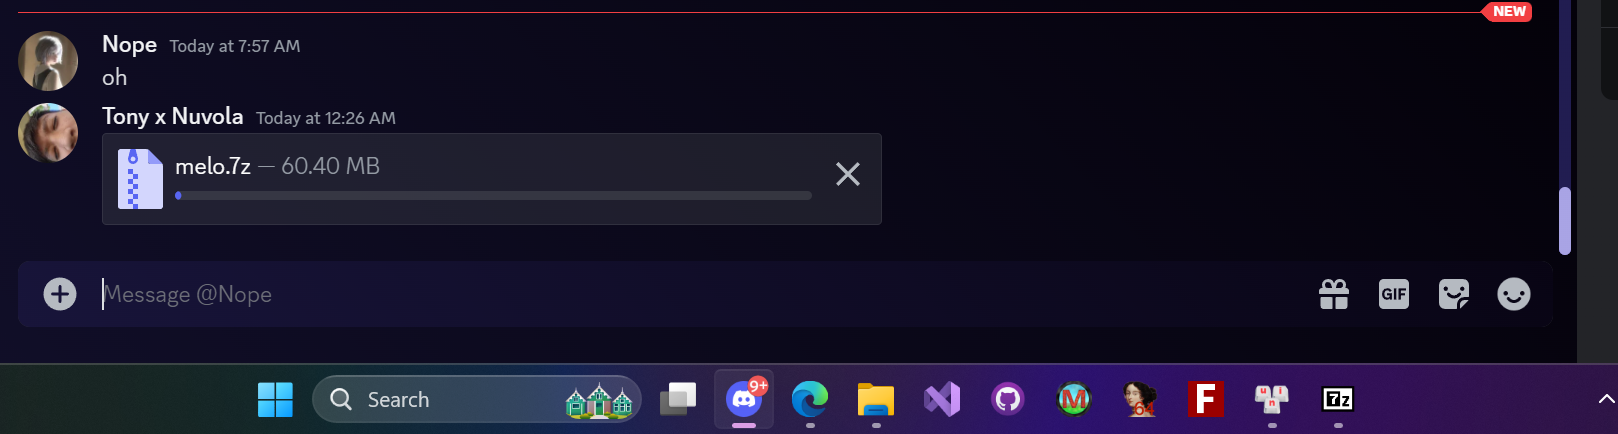 NEW
Nope Today at 7:57 AM
oh
Tony x Nuvola Today at 12:26 AM
melo.7z — 60.40 MB
Message @Nope
GIF
Search
9+
M
64
F
u i
n
7z